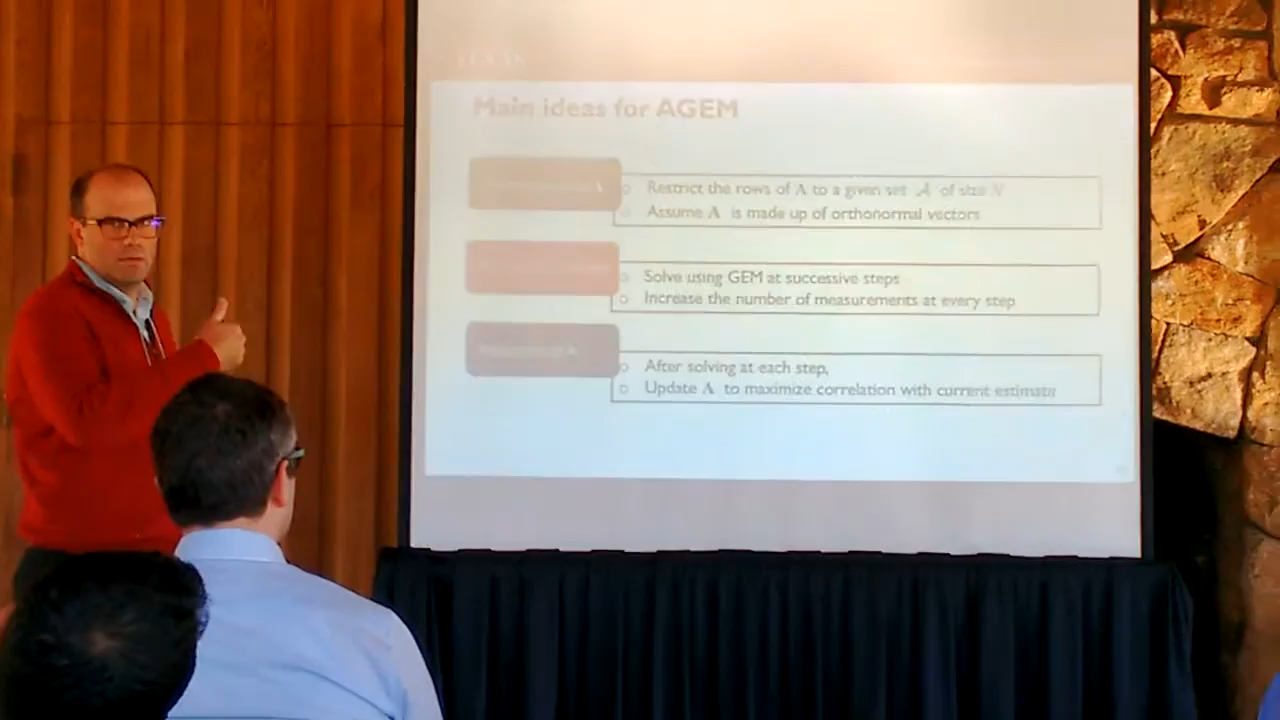 Main ideas for AGEM
Restrict the rows of A to a given set 𝒜 of size N
Assume A is made up of orthonormal vectors
Solve using GEM at successive steps
Increase the number of measurements at every step
After solving at each step,
Update A to maximize correlation with current estimate